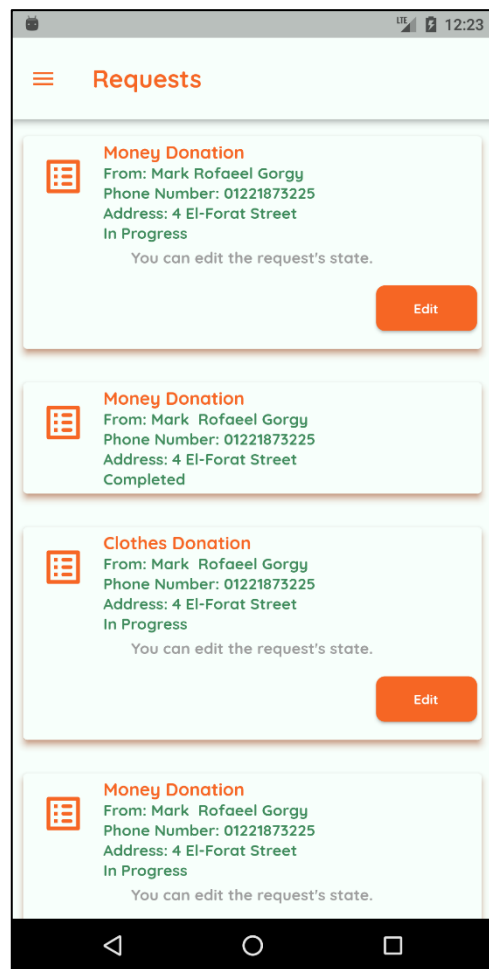 LTE 12:23
Requests
Money Donation
From: Mark Rofaeel Gorgy
Phone Number: 01221873225
Address: 4 El-Forat Street
In Progress
You can edit the request's state.
Edit
Money Donation
From: Mark  Rofaeel Gorgy
Phone Number: 01221873225
Address: 4 El-Forat Street
Completed
Clothes Donation
From: Mark  Rofaeel Gorgy
Phone Number: 01221873225
Address: 4 El-Forat Street
In Progress
You can edit the request's state.
Edit
Money Donation
From: Mark  Rofaeel Gorgy
Phone Number: 01221873225
Address: 4 El-Forat Street
In Progress
You can edit the request's state.